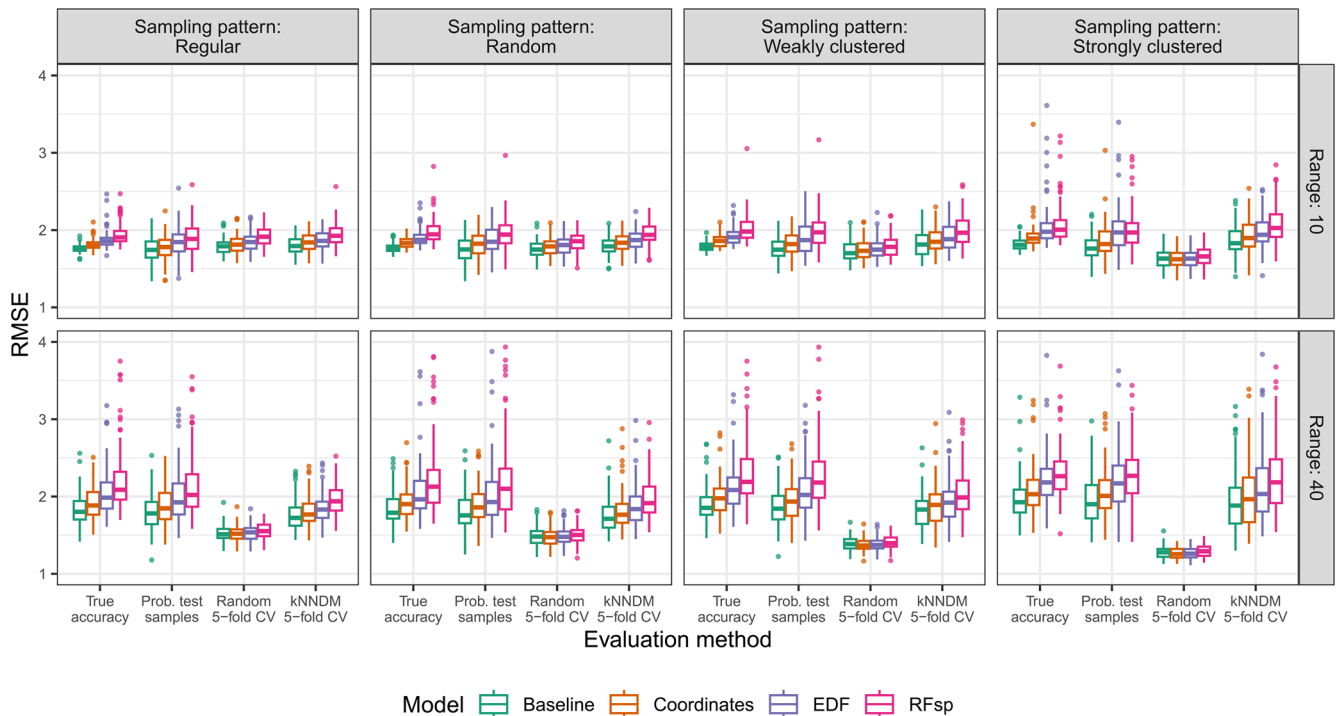 Sampling pattern:
Regular
Sampling pattern:
Random
Sampling pattern:
Weakly clustered
Sampling pattern:
Strongly clustered
RMSE
4
3
2
1
Range: 10
4
3
2
1
Range: 40
True
accuracy
Prob. test
samples
Random
5−fold CV
kNNDM
5−fold CV
True
accuracy
Prob. test
samples
Random
5−fold CV
kNNDM
5−fold CV
True
accuracy
Prob. test
samples
Random
5−fold CV
kNNDM
5−fold CV
True
accuracy
Prob. test
samples
Random
5−fold CV
kNNDM
5−fold CV
Evaluation method
Model Baseline Coordinates EDF RFsp